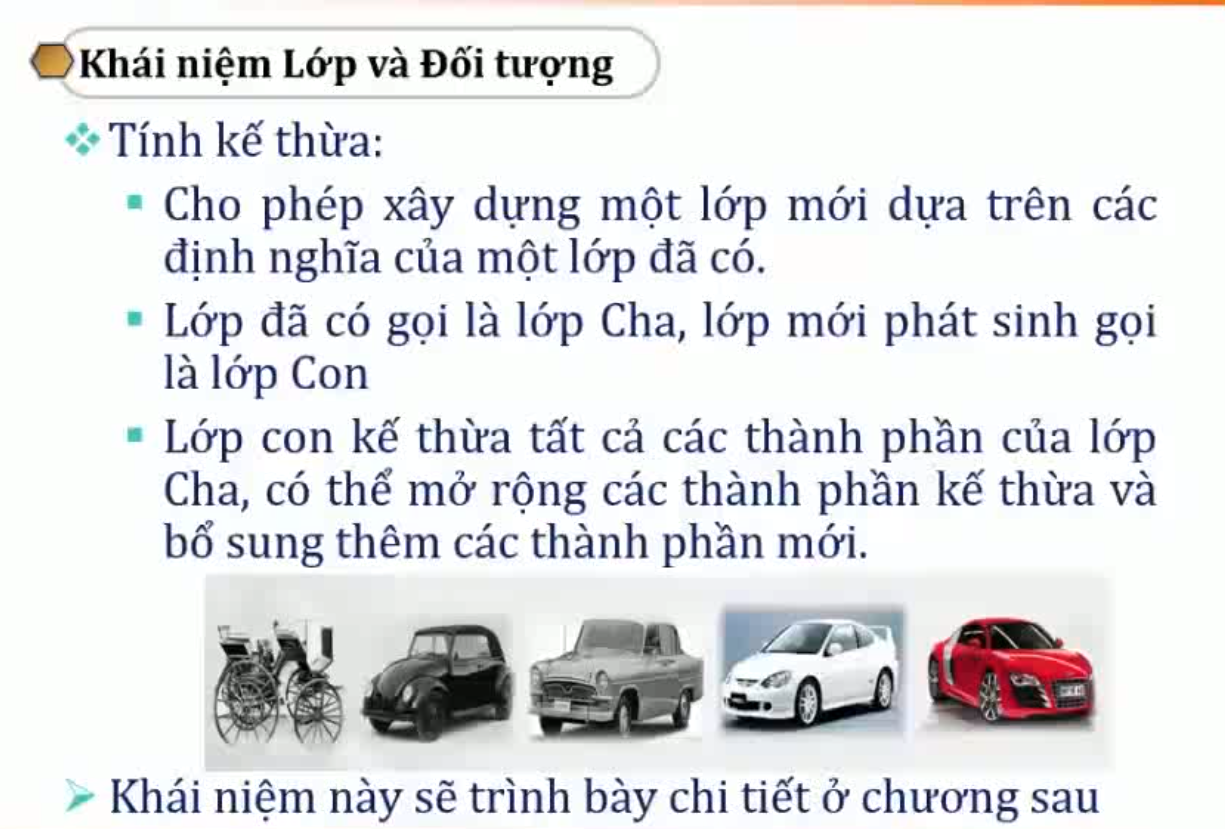 Khái niệm Lớp và Đối tượng
Tính kế thừa:
Cho phép xây dựng một lớp mới dựa trên các
định nghĩa của một lớp đã có.
Lớp đã có gọi là lớp Cha, lớp mới phát sinh gọi
là lớp Con
Lớp con kế thừa tất cả các thành phần của lớp
Cha, có thể mở rộng các thành phần kế thừa và
bổ sung thêm các thành phần mới.
Khái niệm này sẽ trình bày chi tiết ở chương sau